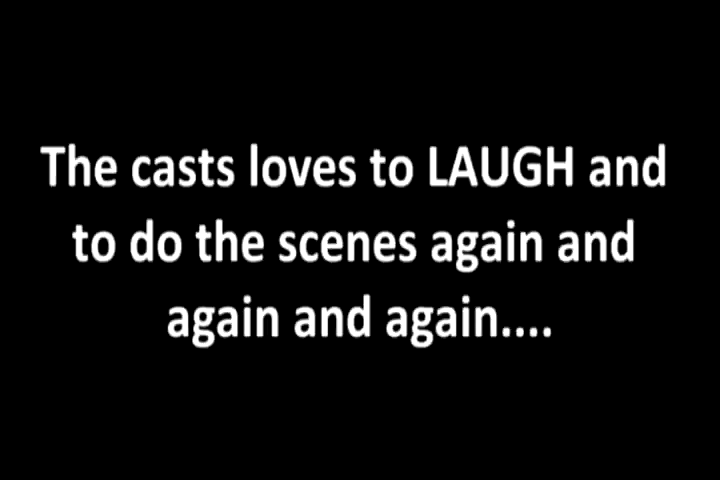 The casts loves to LAUGH and
to do the scenes again and
again and again....